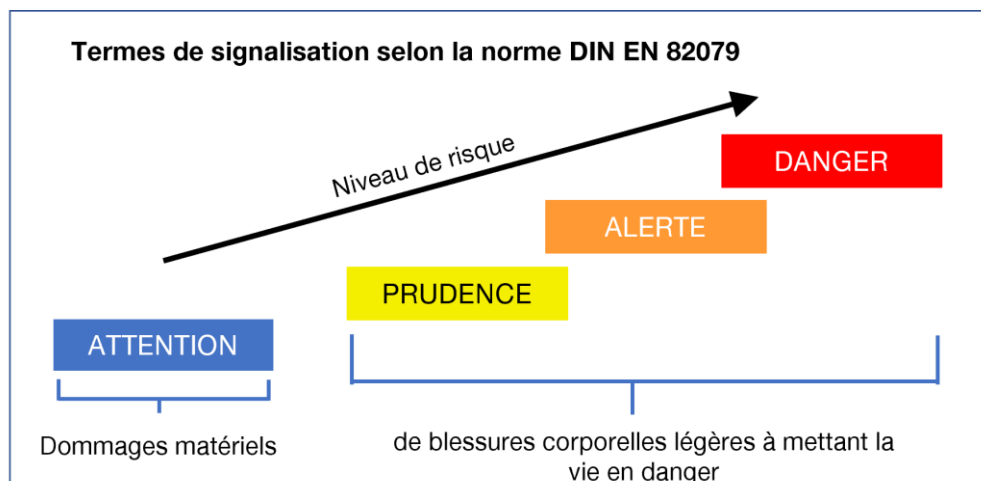 Termes de signalisation selon la norme DIN EN 82079
Niveau de risque
DANGER
ALERTE
PRUDENCE
ATTENTION
Dommages matériels
de blessures corporelles légères à mettant la
vie en danger